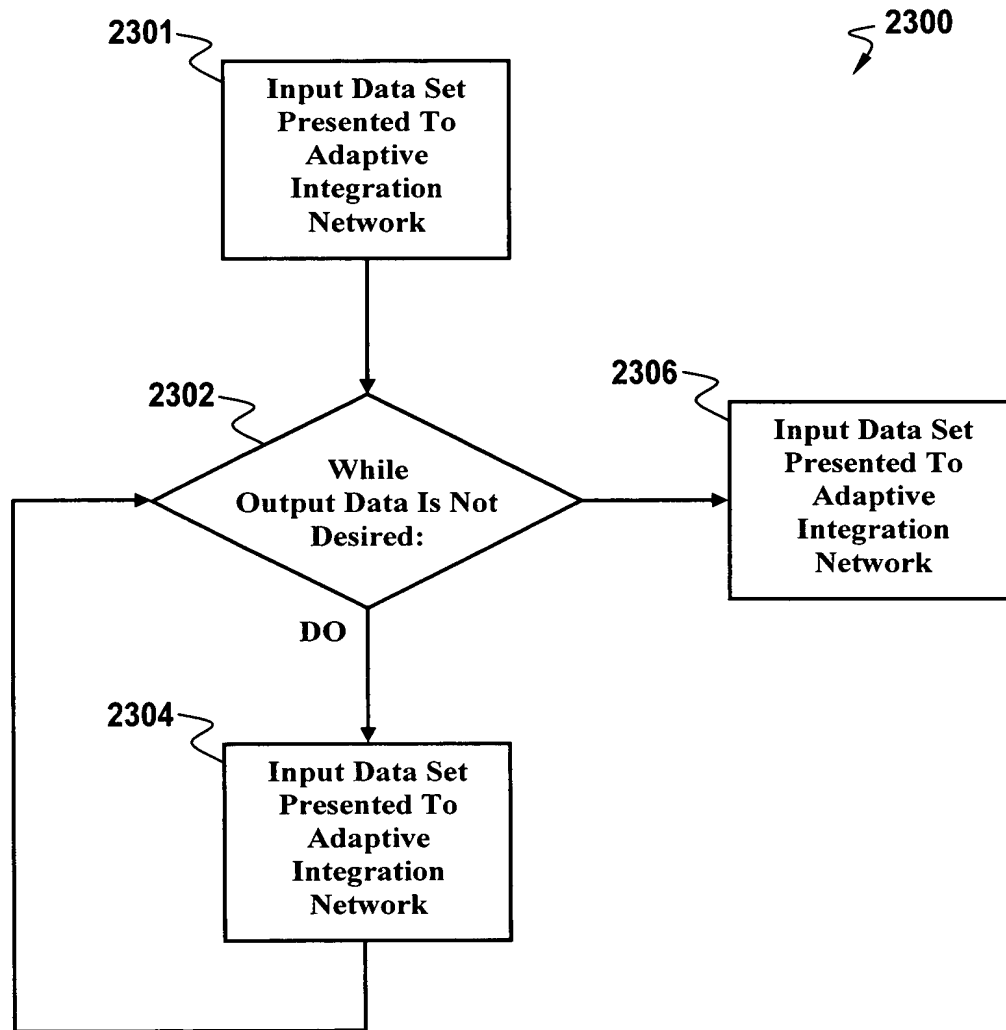 2301
2300
Input Data Set
Presented To
Adaptive
Integration
Network
2302
While
Output Data Is Not
Desired:
2306
Input Data Set
Presented To
Adaptive
Integration
Network
DO
2304
Input Data Set
Presented To
Adaptive
Integration
Network